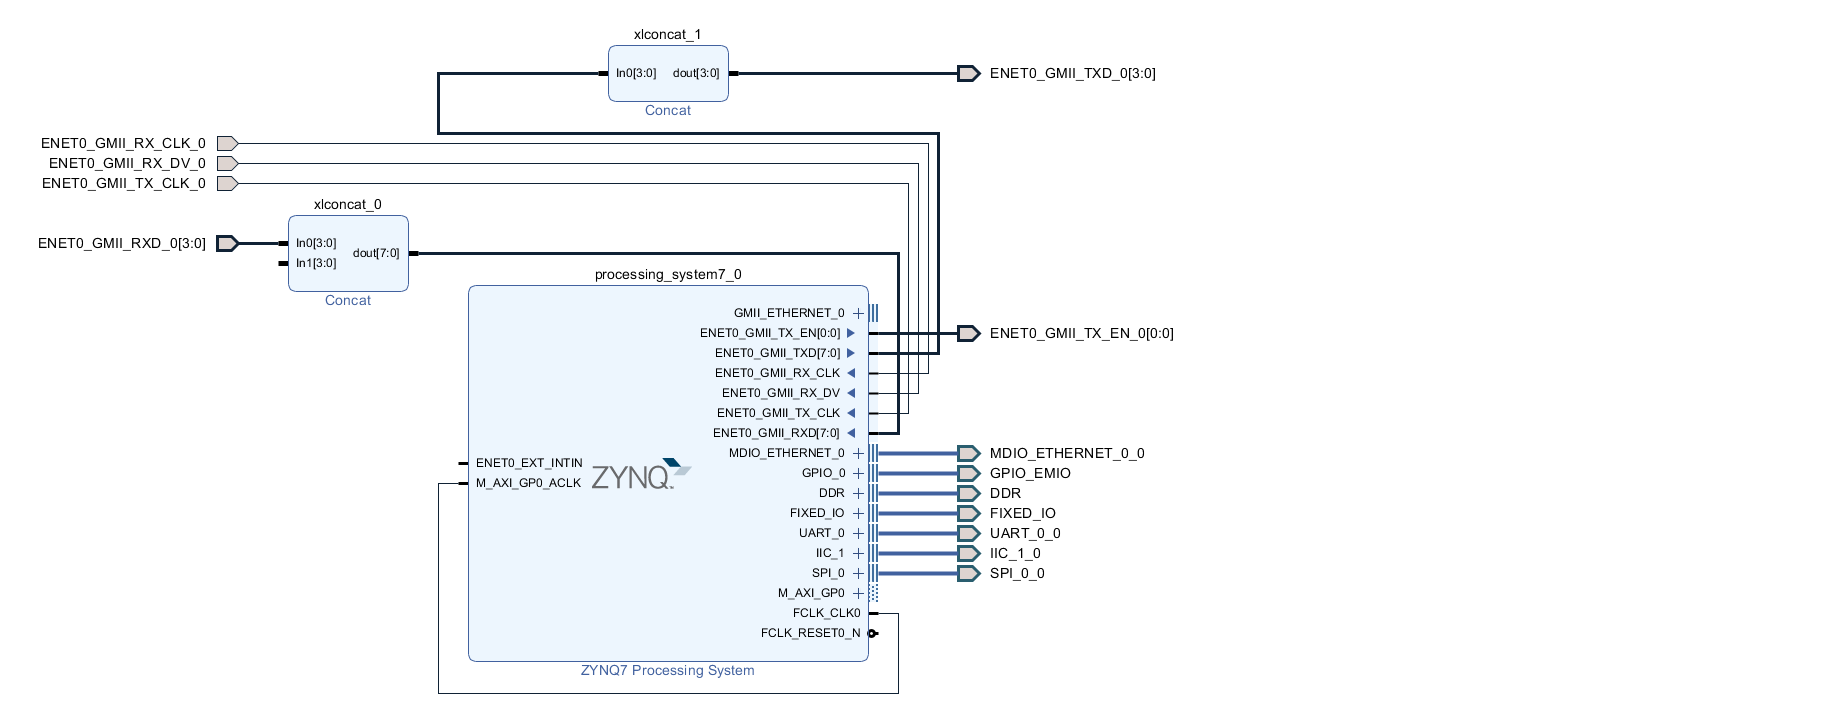 xlconcat_1
In0[3:0] dout[3:0]
Concat
ENET0_GMII_TXD_0[3:0]
ENET0_GMII_RX_CLK_0
ENET0_GMII_RX_DV_0
ENET0_GMII_TX_CLK_0
xlconcat_0
ENET0_GMII_RXD_0[3:0]
In0[3:0]
In1[3:0]
dout[7:0]
Concat
processing_system7_0
GMII_ETHERNET_0
ENET0_GMII_TX_EN[0:0]
ENET0_GMII_TXD[7:0]
ENET0_GMII_RX_CLK
ENET0_GMII_RX_DV
ENET0_GMII_TX_CLK
ENET0_GMII_RXD[7:0]
MDIO_ETHERNET_0
GPIO_0
DDR
FIXED_IO
UART_0
IIC_1
SPI_0
M_AXI_GP0
FCLK_CLK0
FCLK_RESET0_N
ENET0_EXT_INTIN
M_AXI_GP0_ACLK
ZYNQ
ZYNQ7 Processing System
ENET0_GMII_TX_EN_0[0:0]
MDIO_ETHERNET_0_0
GPIO_EMIO
DDR
FIXED_IO
UART_0_0
IIC_1_0
SPI_0_0